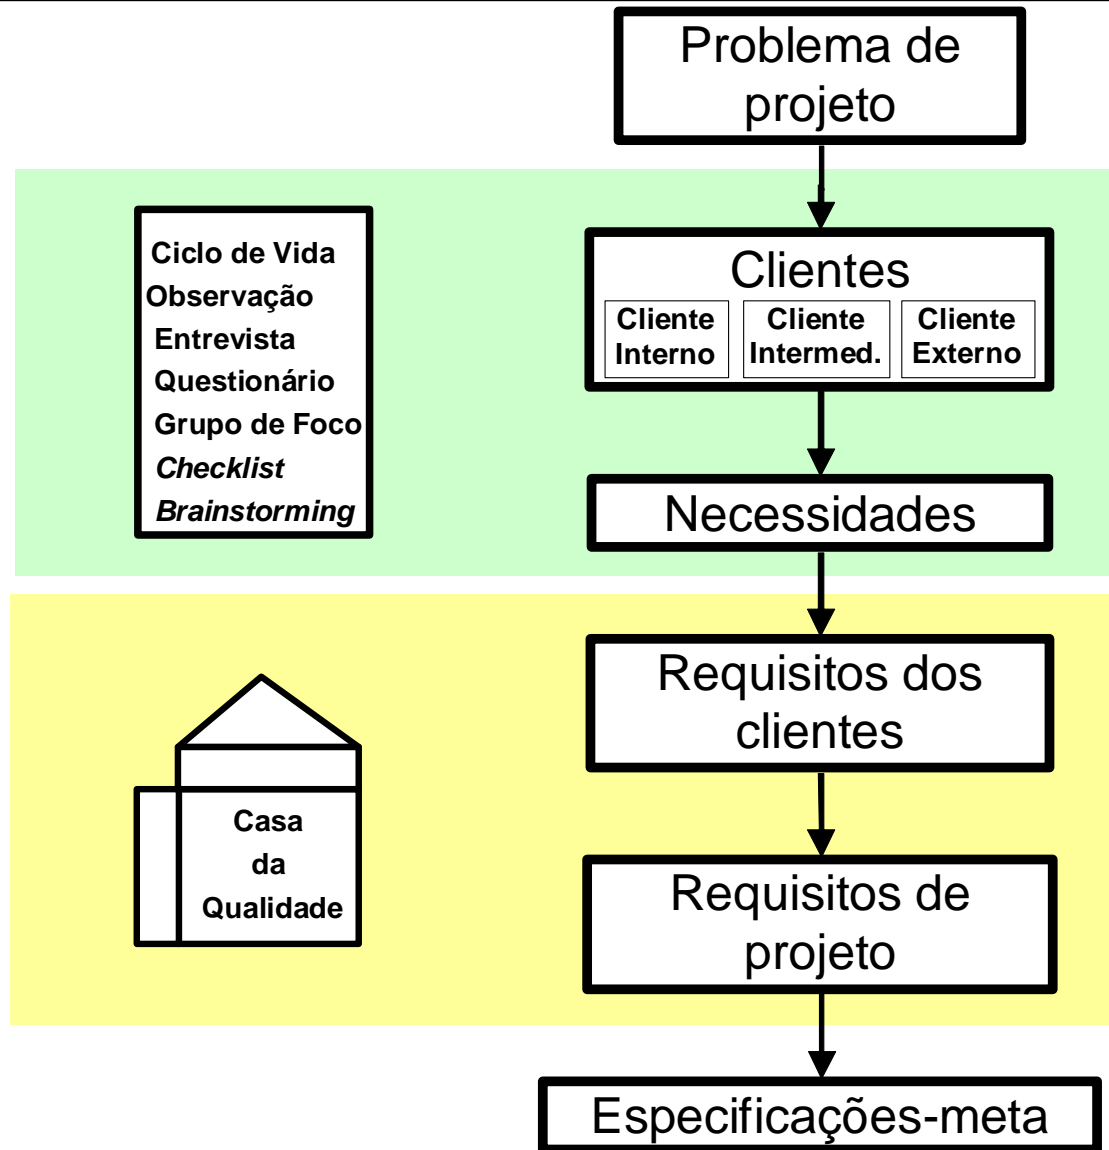 Problema de
projeto
Ciclo de Vida
Observação
Entrevista
Questionário
Grupo de Foco
Checklist
Brainstorming
Clientes
Cliente
Interno
Cliente
Intermed.
Cliente
Externo
Necessidades
Casa
da
Qualidade
Requisitos dos
clientes
Requisitos de
projeto
Especificações-meta